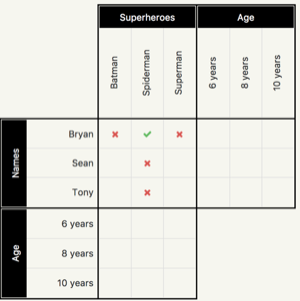 Superheroes Age
Batman Spiderman Superman 6 years 8 years 10 years
Names
Bryan
Sean
Tony
Age
6 years
8 years
10 years